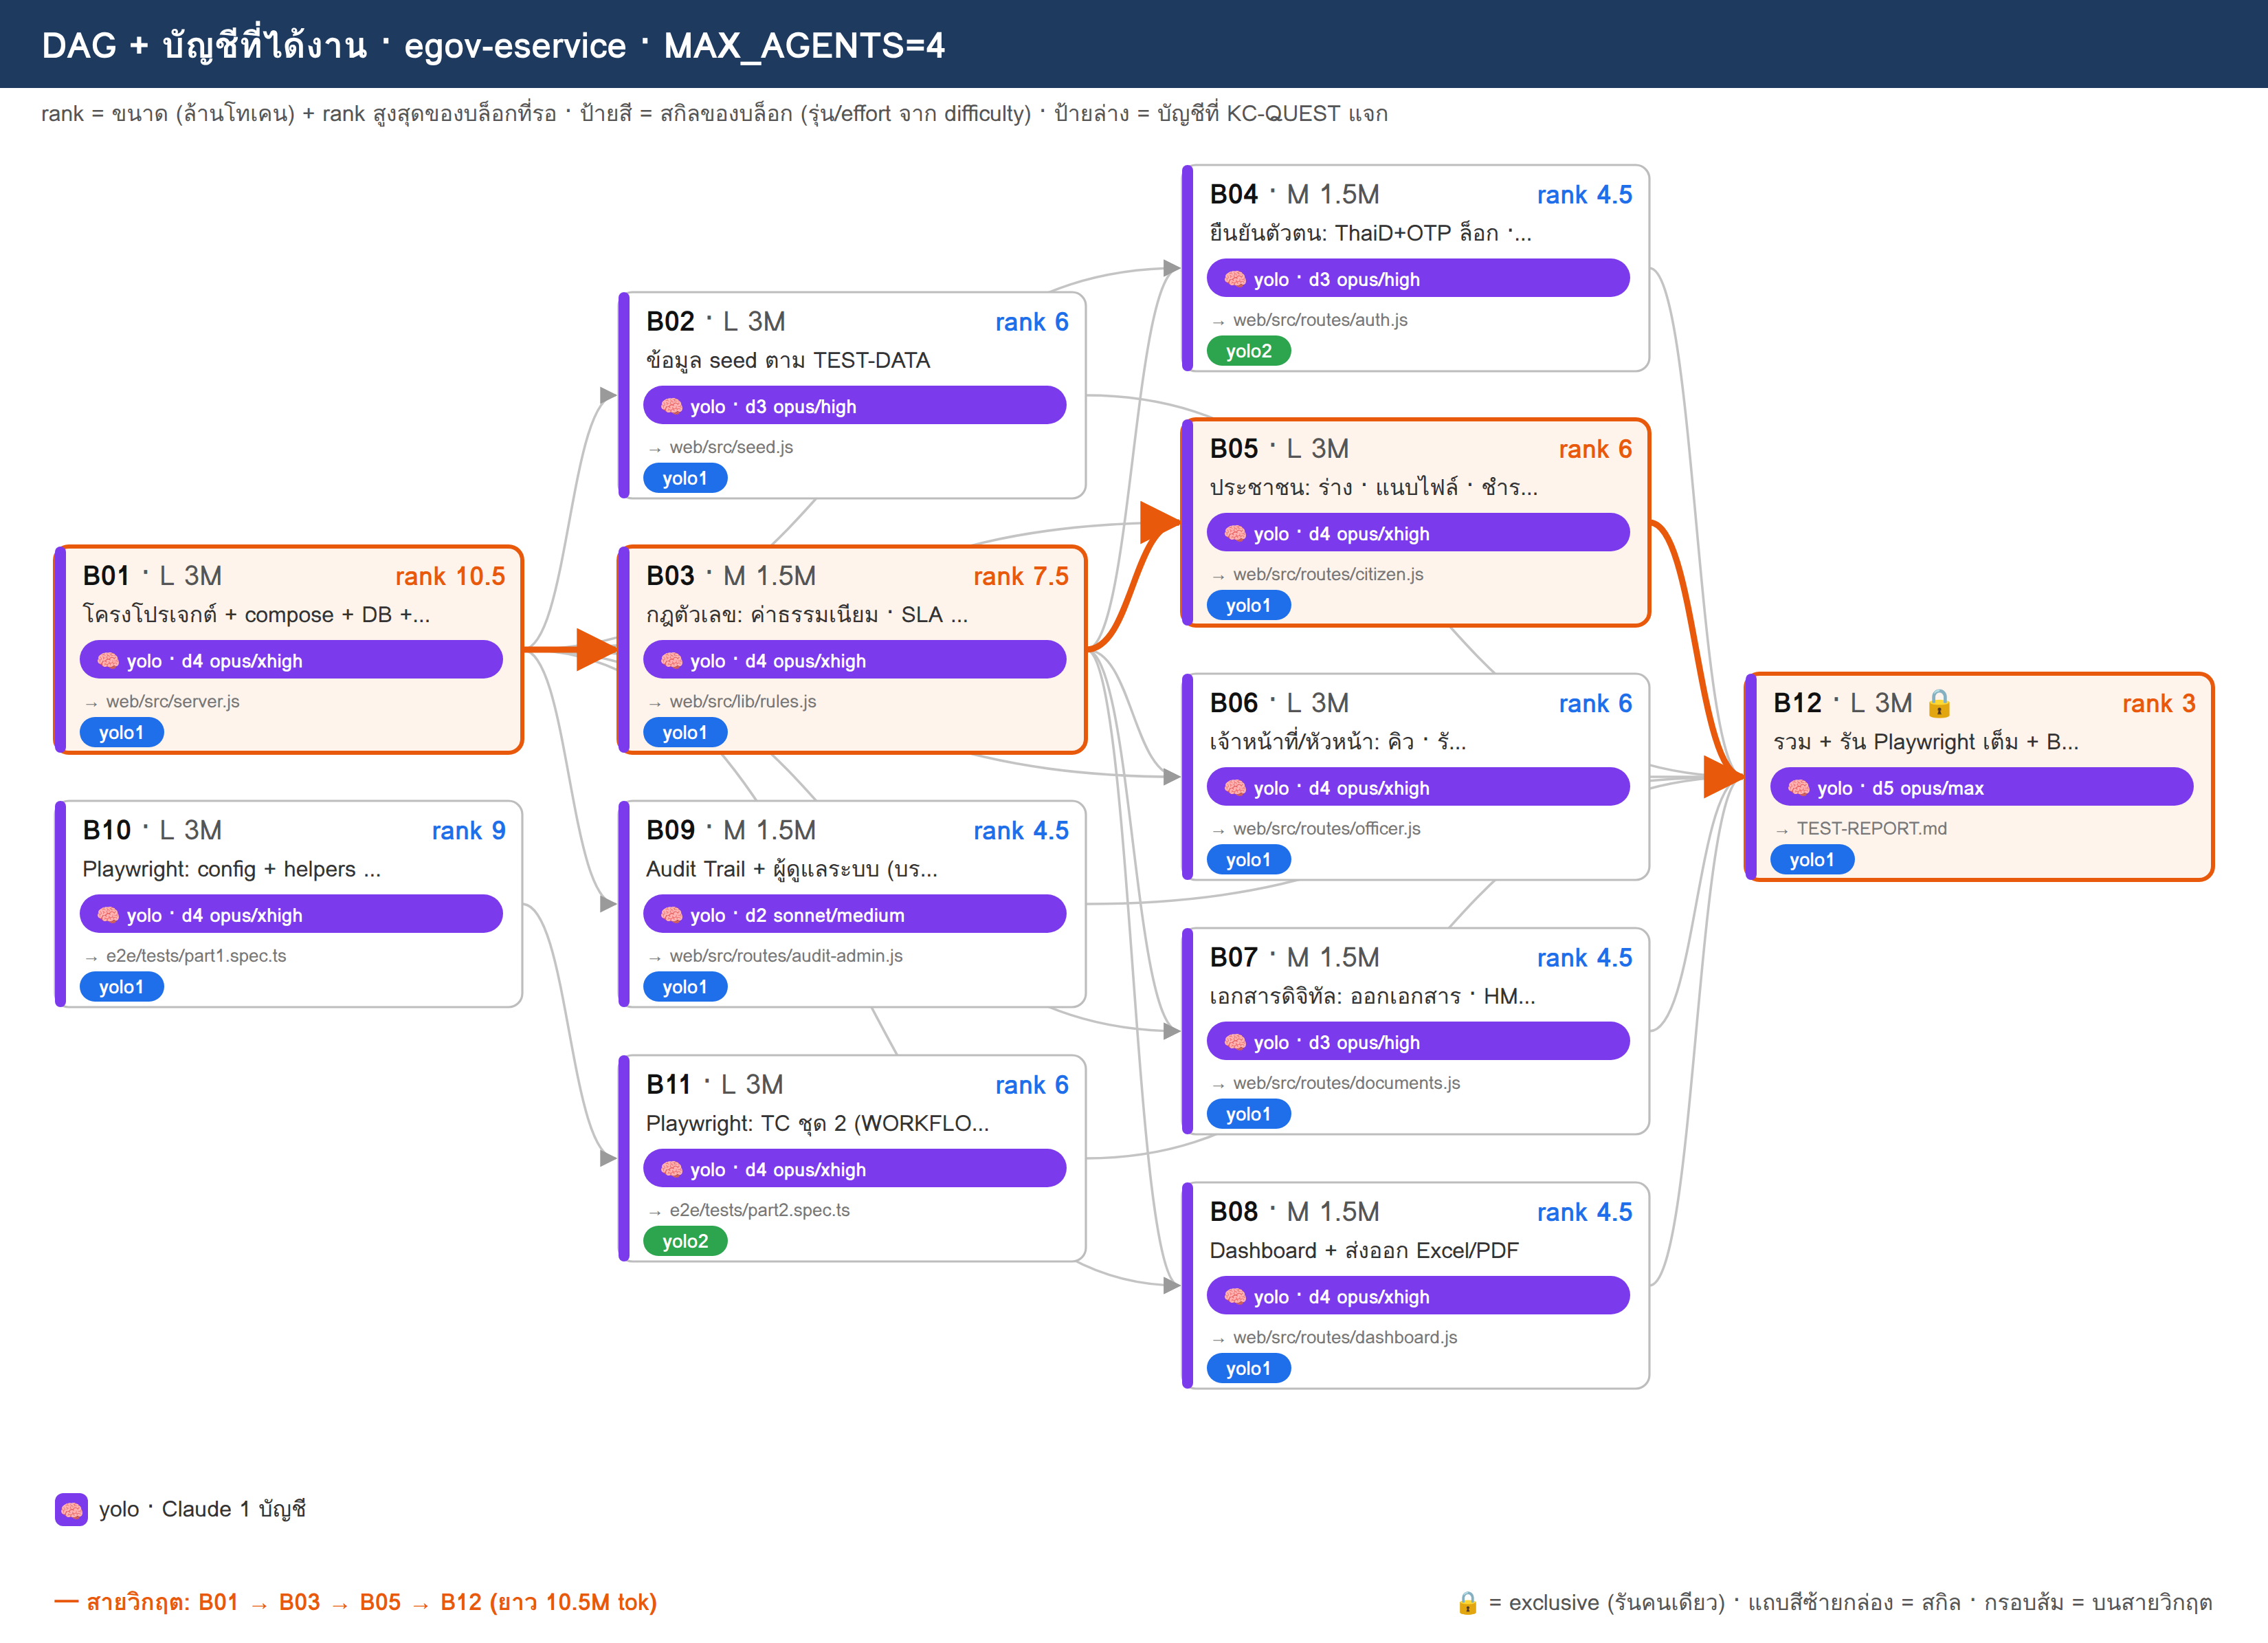 DAG + บัญชีที่ได้งาน · egov-eservice · MAX_AGENTS=4
rank = ขนาด (ล้านโทเคน) + rank สูงสุดของบล็อกที่รอ · ป้ายสี = สกิลของบล็อก (รุ่น/effort จาก difficulty) · ป้ายล่าง = บัญชีที่ KC-QUEST แจก
B01 · L 3M rank 10.5
โครงโปรเจกต์ + compose + DB +...
🧠 yolo · d4 opus/xhigh
→ web/src/server.js
yolo1
B10 · L 3M rank 9
Playwright: config + helpers ...
🧠 yolo · d4 opus/xhigh
→ e2e/tests/part1.spec.ts
yolo1
B02 · L 3M rank 6
ข้อมูล seed ตาม TEST-DATA
🧠 yolo · d3 opus/high
→ web/src/seed.js
yolo1
B03 · M 1.5M rank 7.5
กฎตัวเลข: ค่าธรรมเนียม · SLA ...
🧠 yolo · d4 opus/xhigh
→ web/src/lib/rules.js
yolo1
B09 · M 1.5M rank 4.5
Audit Trail + ผู้ดูแลระบบ (บร...
🧠 yolo · d2 sonnet/medium
→ web/src/routes/audit-admin.js
yolo1
B11 · L 3M rank 6
Playwright: TC ชุด 2 (WORKFLO...
🧠 yolo · d4 opus/xhigh
→ e2e/tests/part2.spec.ts
yolo2
B04 · M 1.5M rank 4.5
ยืนยันตัวตน: ThaiD+OTP ล็อก ·...
🧠 yolo · d3 opus/high
→ web/src/routes/auth.js
yolo2
B05 · L 3M rank 6
ประชาชน: ร่าง · แนบไฟล์ · ชำร...
🧠 yolo · d4 opus/xhigh
→ web/src/routes/citizen.js
yolo1
B06 · L 3M rank 6
เจ้าหน้าที่/หัวหน้า: คิว · รั...
🧠 yolo · d4 opus/xhigh
→ web/src/routes/officer.js
yolo1
B07 · M 1.5M rank 4.5
เอกสารดิจิทัล: ออกเอกสาร · HM...
🧠 yolo · d3 opus/high
→ web/src/routes/documents.js
yolo1
B08 · M 1.5M rank 4.5
Dashboard + ส่งออก Excel/PDF
🧠 yolo · d4 opus/xhigh
→ web/src/routes/dashboard.js
yolo1
B12 · L 3M 🔒 rank 3
รวม + รัน Playwright เต็ม + B...
🧠 yolo · d5 opus/max
→ TEST-REPORT.md
yolo1
🧠 yolo · Claude 1 บัญชี
— สายวิกฤต: B01 → B03 → B05 → B12 (ยาว 10.5M tok)
🔒 = exclusive (รันคนเดียว) · แถบสีซ้ายกล่อง = สกิล · กรอบส้ม = บนสายวิกฤต